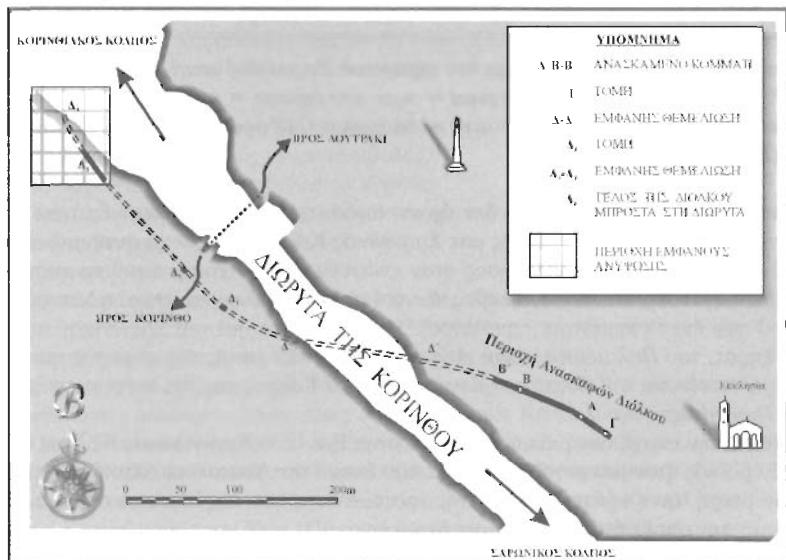 ΚΟΡΙΝΘΙΑΚΟΣ ΚΟΛΠΟΣ
ΠΡΟΣ ΛΟΥΤΡΑΚΙ
ΠΡΟΣ ΚΟΡΙΝΘΟ
ΔΙΩΡΥΓΑ ΤΗΣ ΚΟΡΙΝΘΟΥ
Περιοχή Ανασκαφών Διόλκου
Δ
Β΄
Β
Α
Γ
Εκκλησία
ΣΑΡΩΝΙΚΟΣ ΚΟΛΠΟΣ
0 50 100 200m
ΥΠΟΜΝΗΜΑ
Α-Β-Β ΑΝΑΣΚΑΜΕΝΟ ΚΟΜΜΑΤΙ
Γ ΤΟΜΗ
Δ-Δ ΕΜΦΑΝΗΣ ΘΕΜΕΛΙΩΣΗ
ΤΟΜΗ
ΕΜΦΑΝΗΣ ΘΕΜΕΛΙΩΣΗ
ΤΕΛΟΣ ΤΗΣ ΔΙΟΛΚΟΥ
ΜΠΡΟΣΤΑ ΣΤΗ ΔΙΩΡΥΓΑ
ΠΕΡΙΟΧΗ ΕΜΦΑΝΟΥΣ
ΑΝΥΨΩΣΗΣ